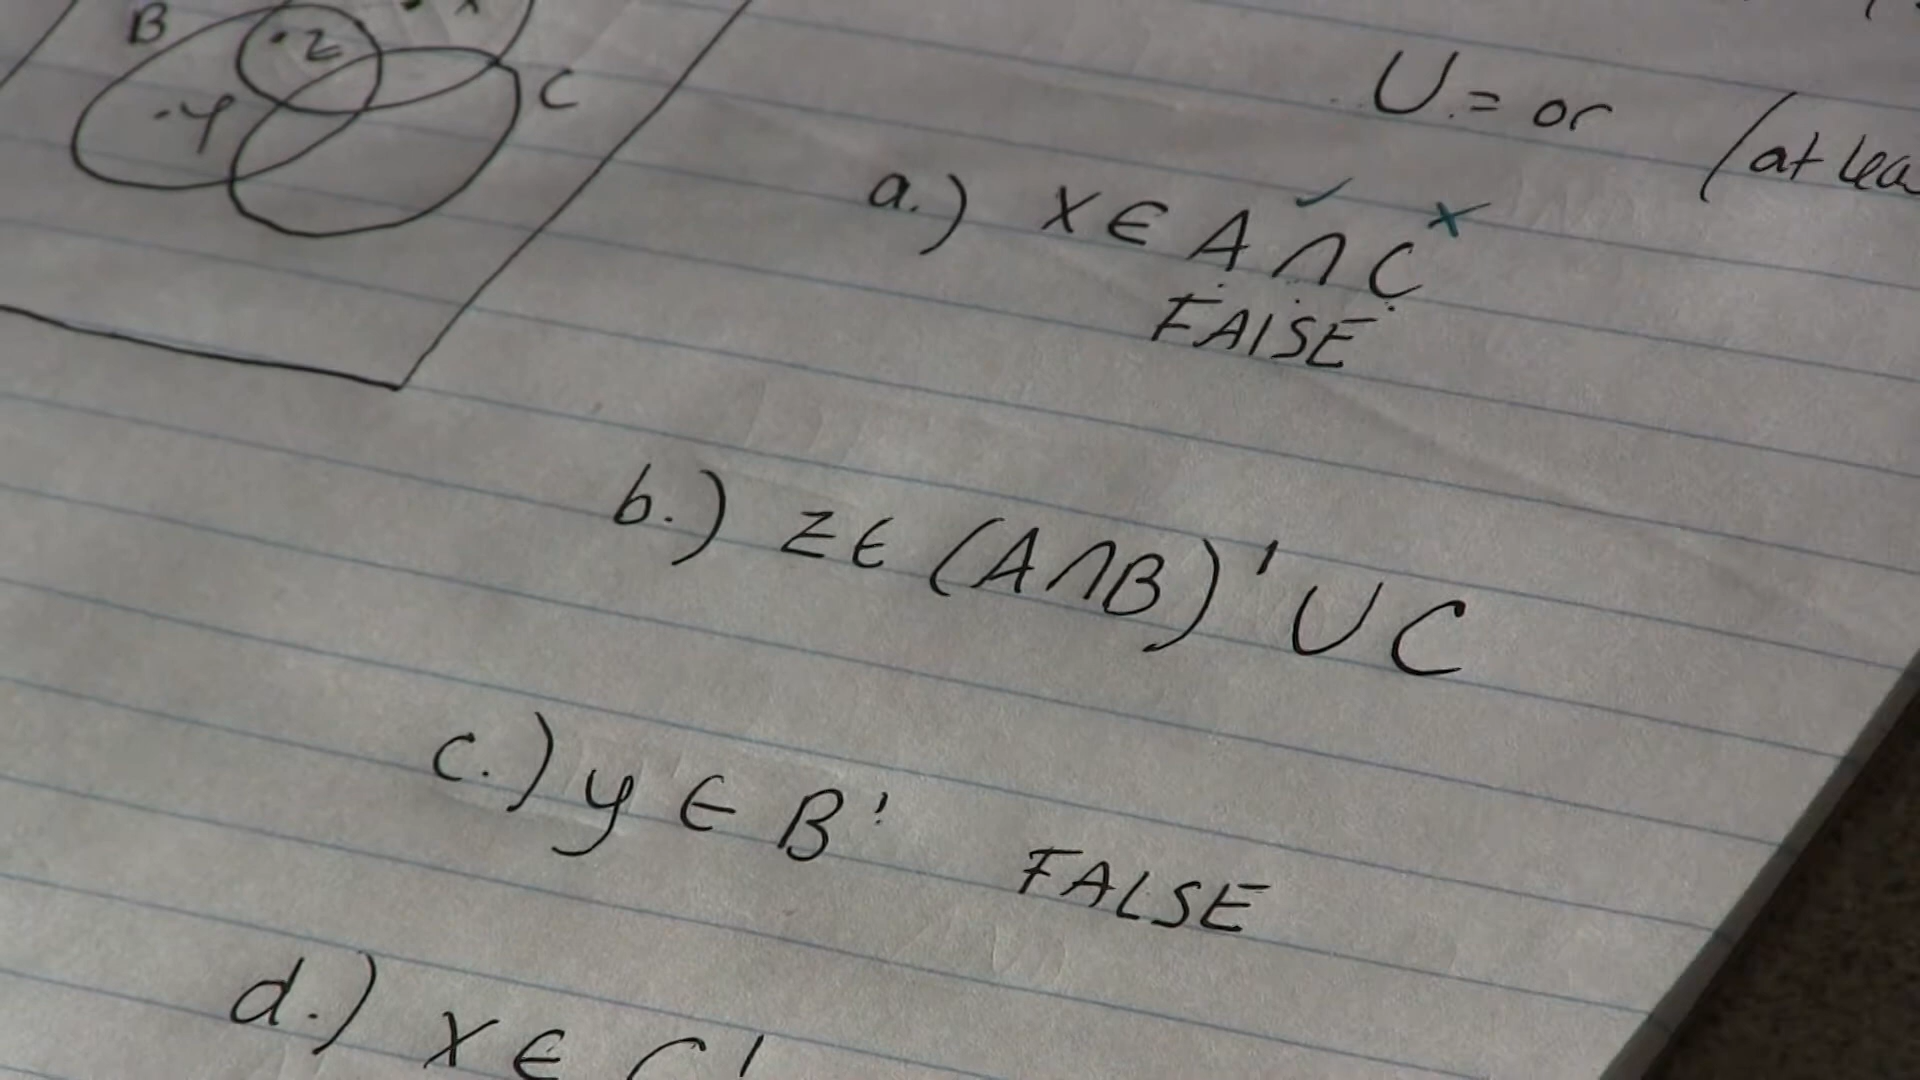 B
·z
x
C
·y
U = or (at lea
a.) x ∈ A ∩ C
FAlSE
b.) z ∈ (A∩B)' ∪ C
c.) y ∈ B' FALSE
d.) x ∈ C'